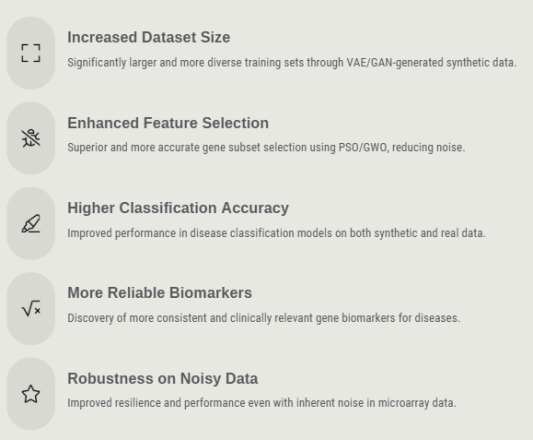 Increased Dataset Size
Significantly larger and more diverse training sets through VAE/GAN-generated synthetic data.
Enhanced Feature Selection
Superior and more accurate gene subset selection using PSO/GWO, reducing noise.
Higher Classification Accuracy
Improved performance in disease classification models on both synthetic and real data.
More Reliable Biomarkers
Discovery of more consistent and clinically relevant gene biomarkers for diseases.
Robustness on Noisy Data
Improved resilience and performance even with inherent noise in microarray data.